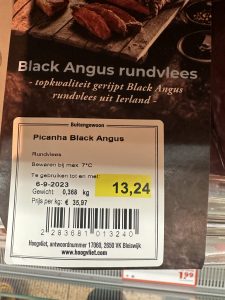 Black Angus rundvlees
- topkwaliteit gerijpt Black Angus
rundvlees uit Ierland -
Buitengewoon
Picanha Black Angus
Rundvlees
Bewaren bij max. 7°C.
Te gebruiken tot en met:
6-9-2023
Gewicht: 0,368 kg
13,24
Prijs per kg: € 35,97
2 283681 013240
Hoogvliet, antwoordnummer 17060, 2650 VK Bleiswijk
www.hoogvliet.com
1.99